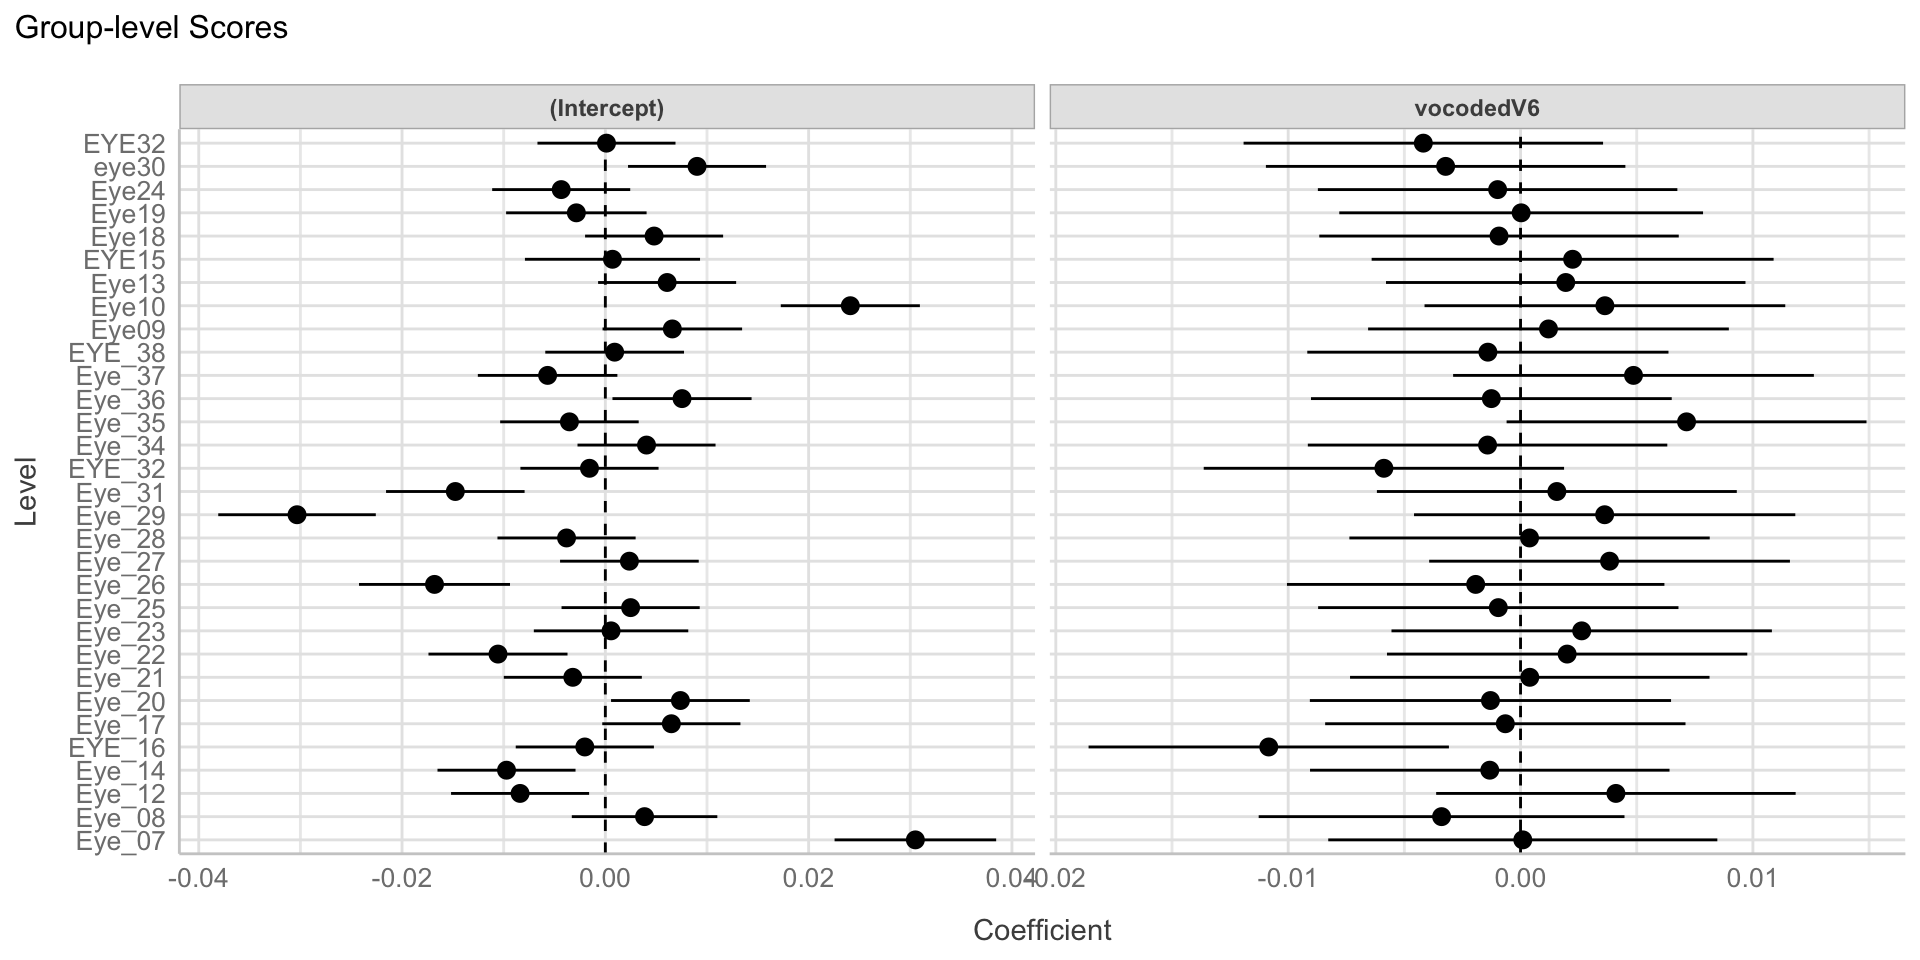 Group-level Scores
(Intercept)
vocodedV6
EYE32
eye30
Eye24
Eye19
Eye18
EYE15
Eye13
Eye10
Eye09
EYE_38
Eye_37
Eye_36
Eye_35
Eye_34
EYE_32
Eye_31
Eye_29
Eye_28
Eye_27
Eye_26
Eye_25
Eye_23
Eye_22
Eye_21
Eye_20
Eye_17
EYE_16
Eye_14
Eye_12
Eye_08
Eye_07
Level
-0.04 -0.02 0.00 0.02 0.04
-0.02 -0.01 0.00 0.01
Coefficient